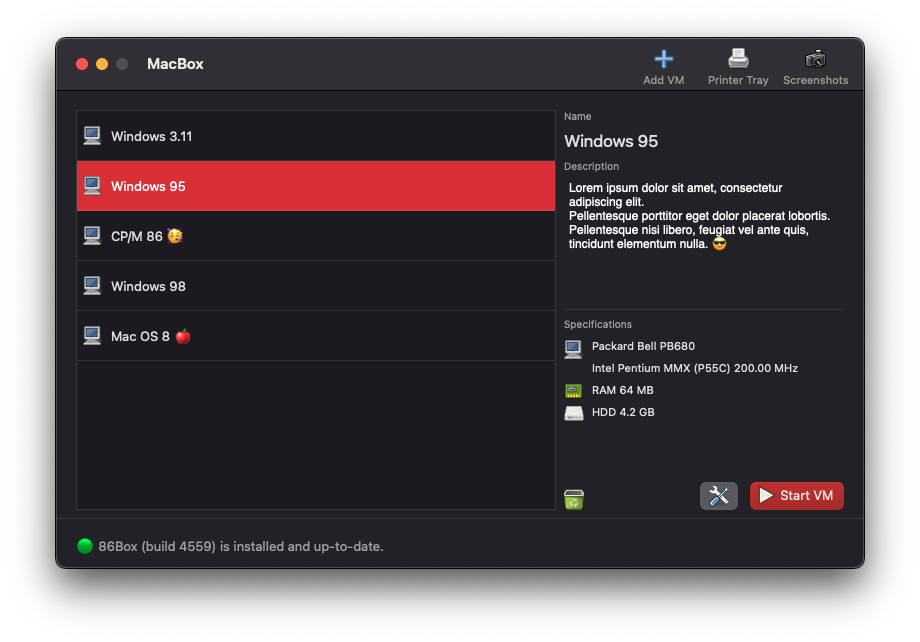 MacBox
Add VM
Printer Tray
Screenshots
Windows 3.11
Windows 95
CP/M 86 🥳
Windows 98
Mac OS 8 🍎
Name
Windows 95
Description
Lorem ipsum dolor sit amet, consectetur
adipiscing elit.
Pellentesque porttitor eget dolor placerat lobortis.
Pellentesque nisi libero, feugiat vel ante quis,
tincidunt elementum nulla. 😎
Specifications
Packard Bell PB680
Intel Pentium MMX (P55C) 200.00 MHz
RAM 64 MB
HDD 4.2 GB
Start VM
86Box (build 4559) is installed and up-to-date.